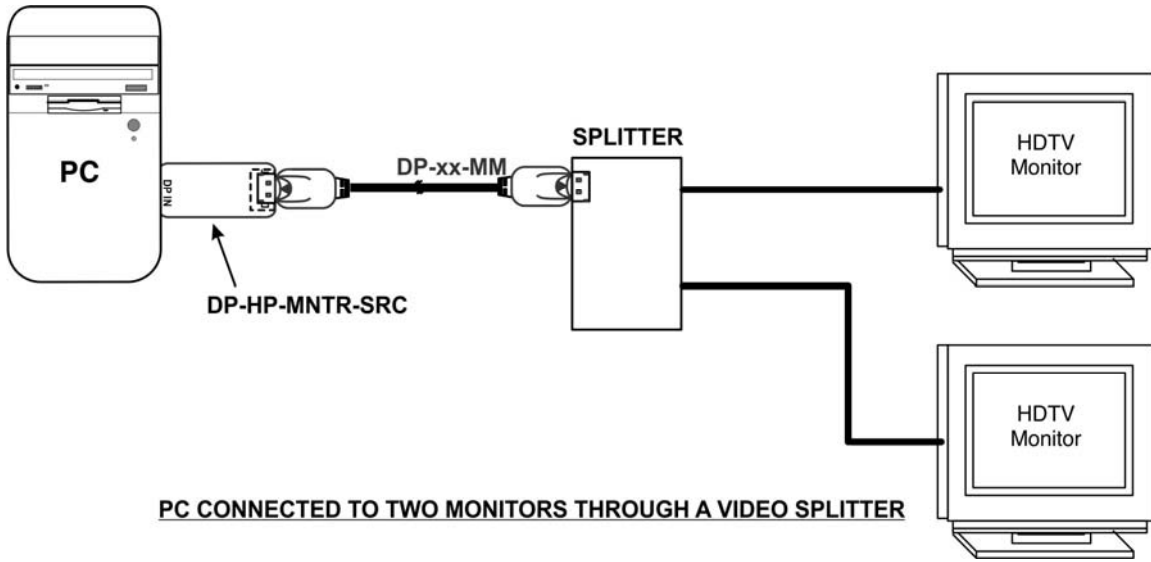 PC
DP IN
DP-xx-MM
SPLITTER
DP-HP-MNTR-SRC
HDTV
Monitor
HDTV
Monitor
PC CONNECTED TO TWO MONITORS THROUGH A VIDEO SPLITTER